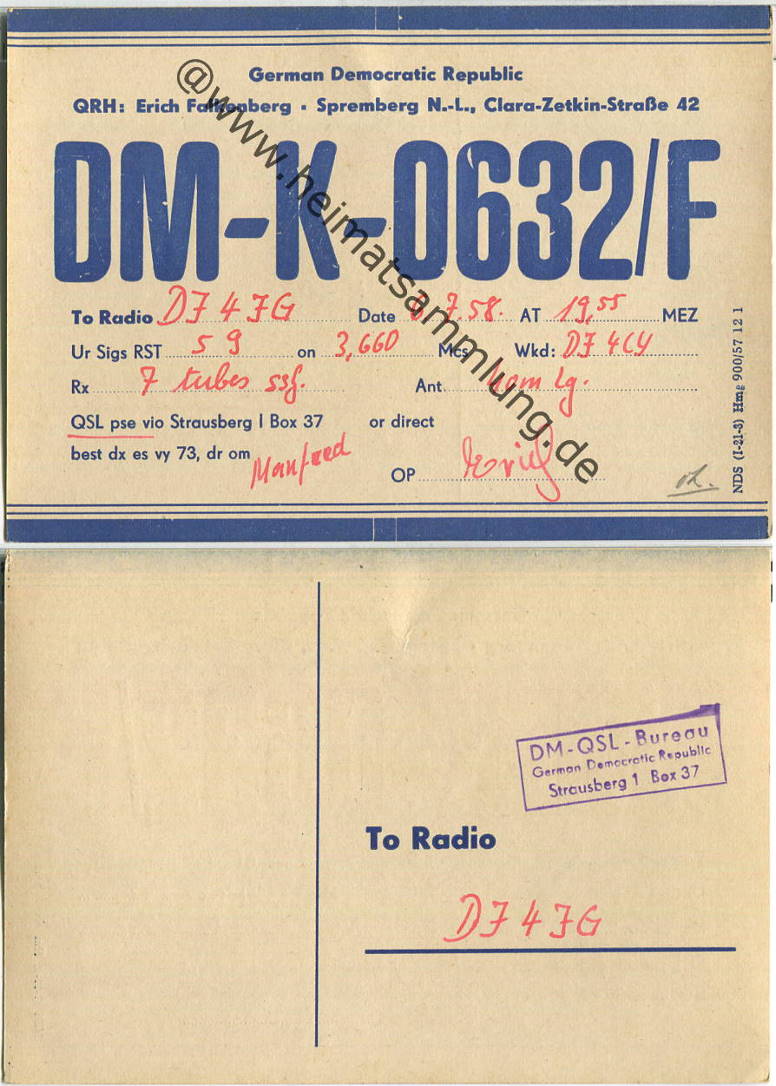 German Democratic Republic
QRH: Erich Falkenberg · Spremberg N.-L., Clara-Zetkin-Straße 42
DM-K-0632/F
To Radio DJ4JG Date 6.7.58. AT 19,55 MEZ
Ur Sigs RST 59 on 3,660 Mcs Wkd: DJ4CY
Rx 7 tubes ssf. Ant ham lg.
QSL pse vio Strausberg I Box 37 or direct
best dx es vy 73, dr om Manfred
OP Erich
NDS (I-21-8) Hmg 900/57 12 1
@www.heimatsammlung.de
DM-QSL-Bureau
German Democratic Republic
Strausberg 1 Box 37
To Radio
DJ4JG